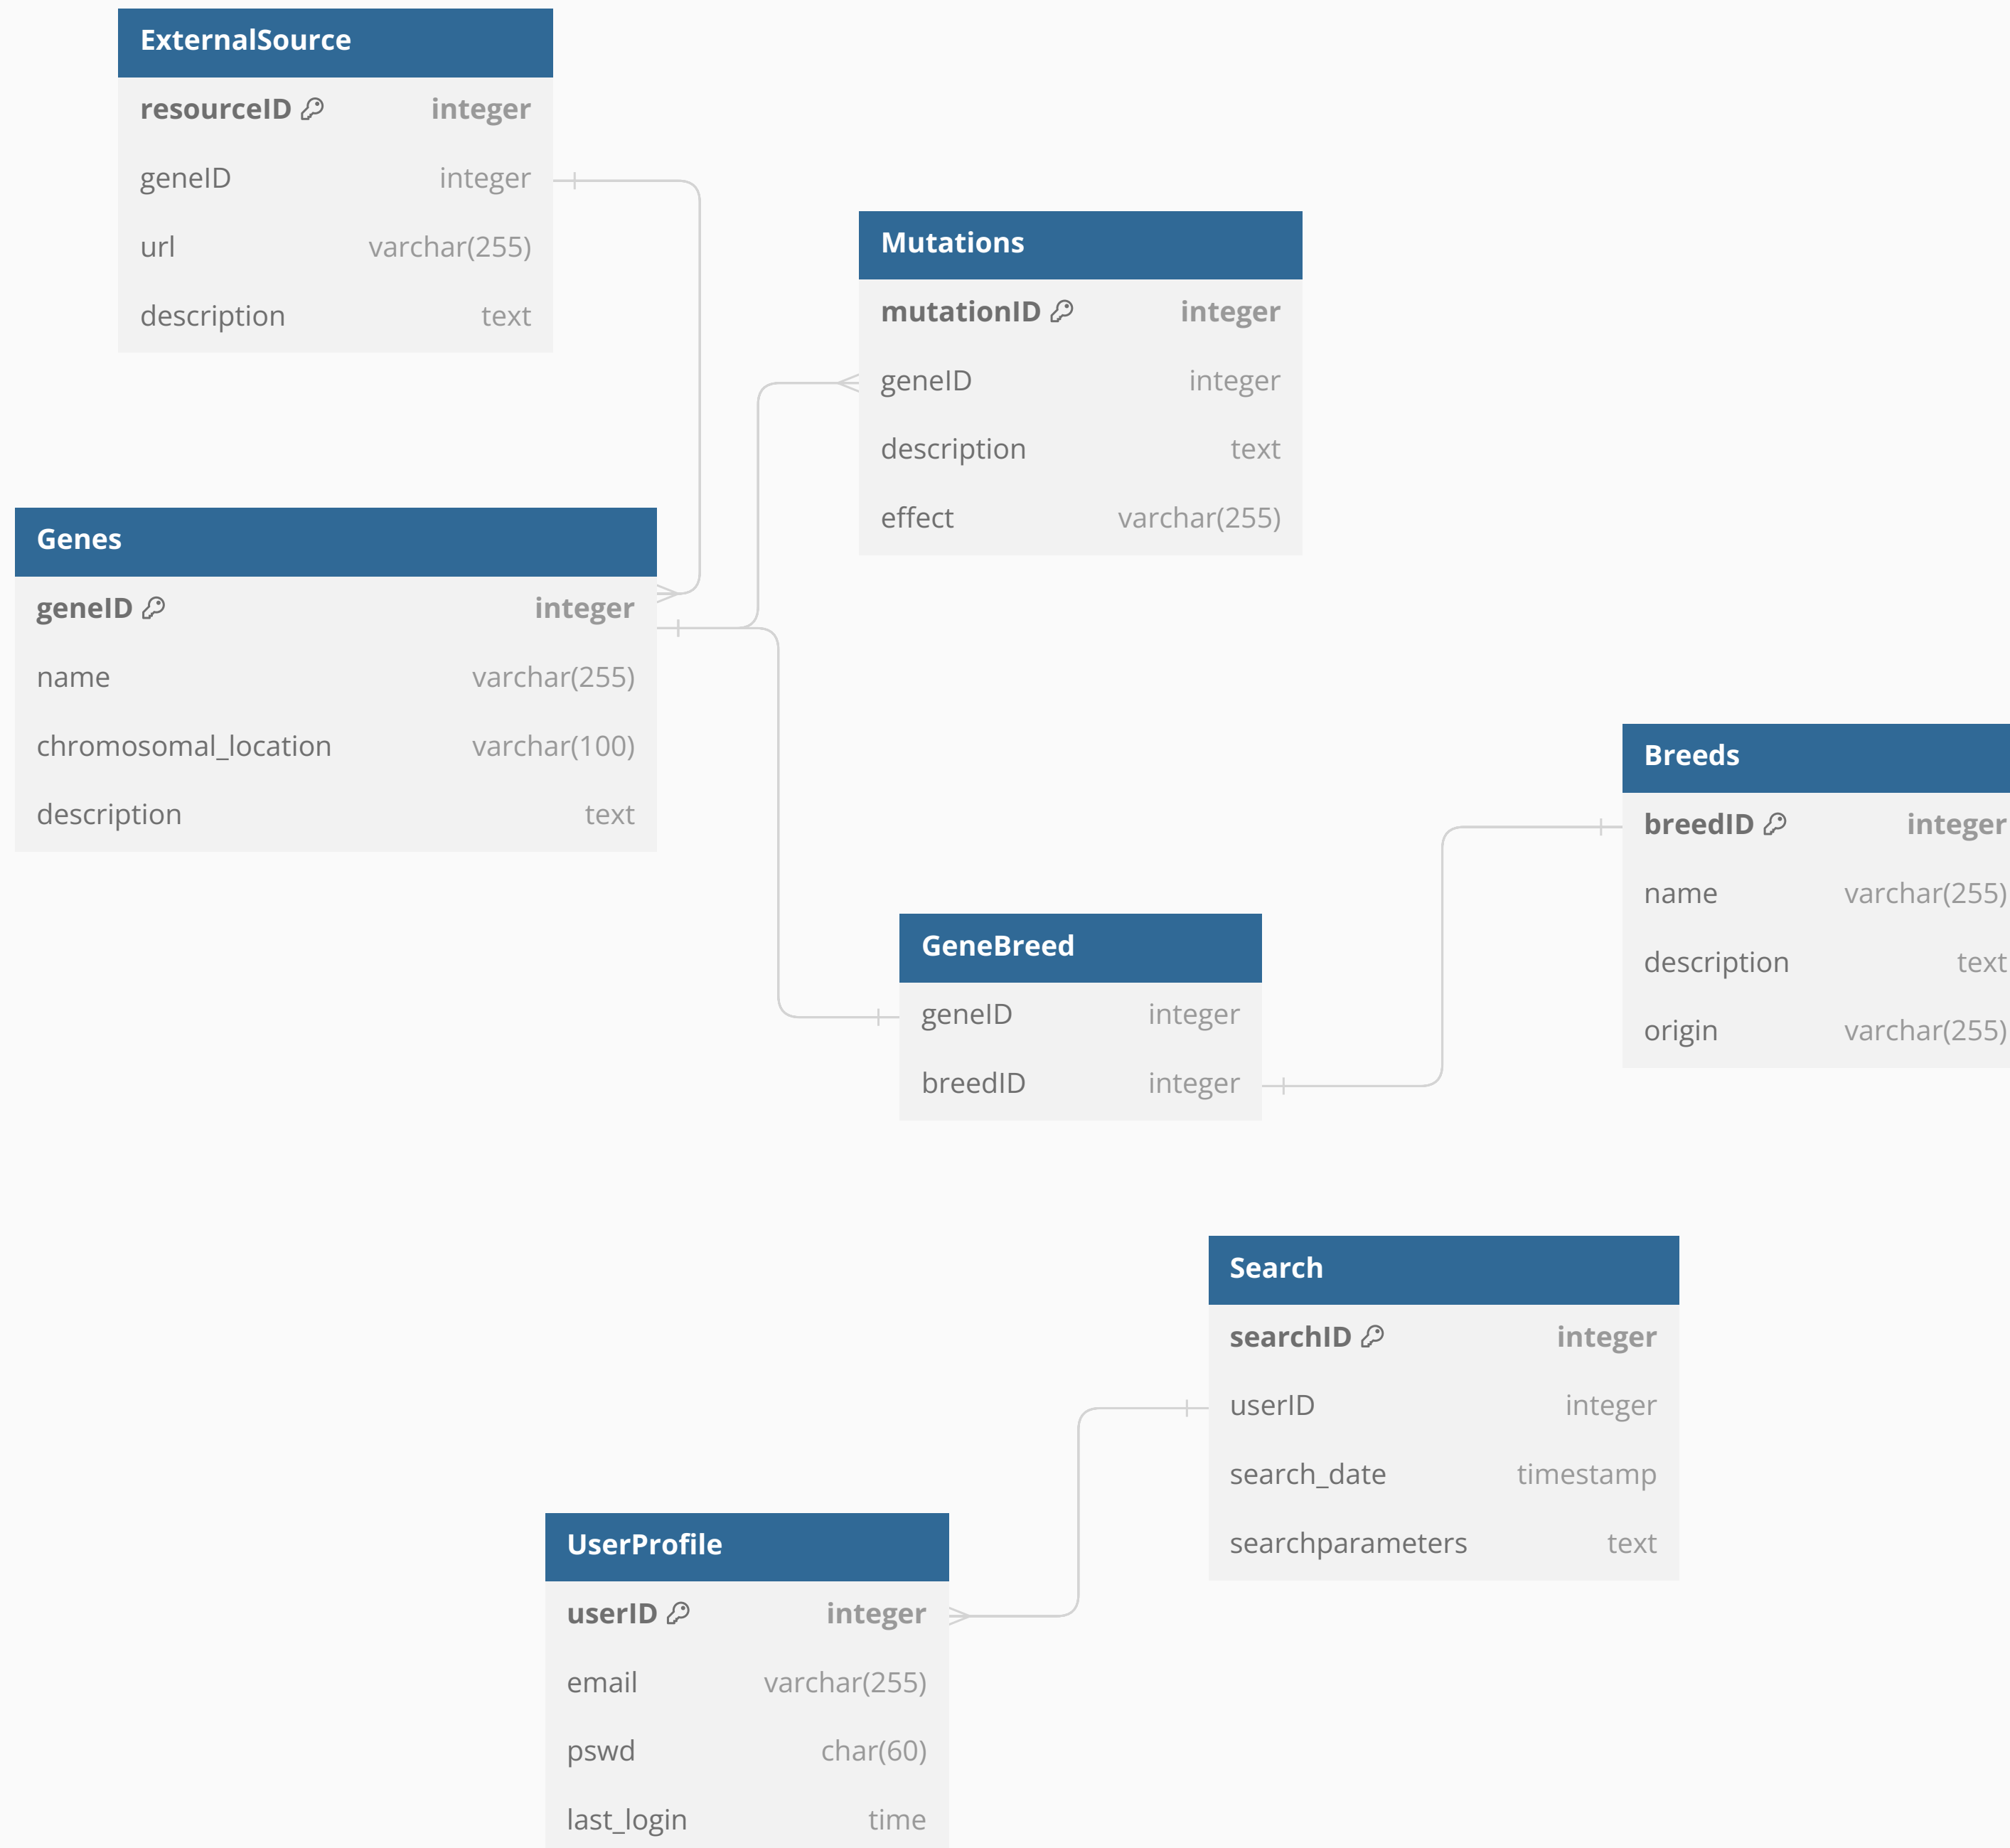 ExternalSource
resourceID integer
geneID integer
url varchar(255)
description text
Mutations
mutationID integer
geneID integer
description text
effect varchar(255)
Genes
geneID integer
name varchar(255)
chromosomal_location varchar(100)
description text
Breeds
breedID integer
name varchar(255)
description text
origin varchar(255)
GeneBreed
geneID integer
breedID integer
Search
searchID integer
userID integer
search_date timestamp
searchparameters text
UserProfile
userID integer
email varchar(255)
pswd char(60)
last_login time